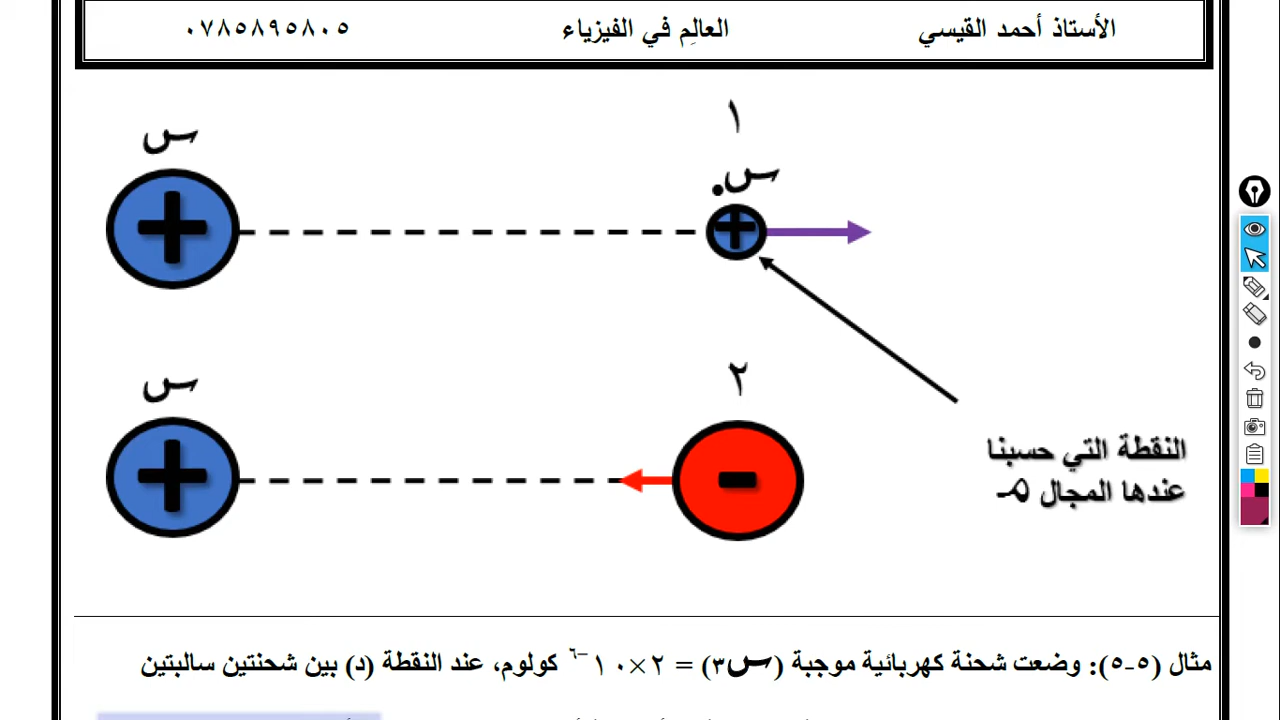 الأستاذ أحمد القيسي العالِم في الفيزياء ٠٧٨٥٨٩٥٨٠٥
١
س
س.
٢
س
النقطة التي حسبنا
عندها المجال مـ
مثال (٥-٥): وضعت شحنة كهربائية موجبة (س٣) = ٢×١٠⁻⁶ كولوم، عند النقطة (د) بين شحنتين سالبتين